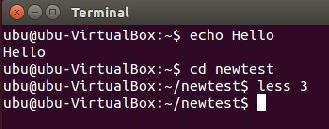 Terminal
ubu@ubu-VirtualBox:~$ echo Hello
Hello
ubu@ubu-VirtualBox:~$ cd newtest
ubu@ubu-VirtualBox:~/newtest$ less 3
ubu@ubu-VirtualBox:~/newtest$